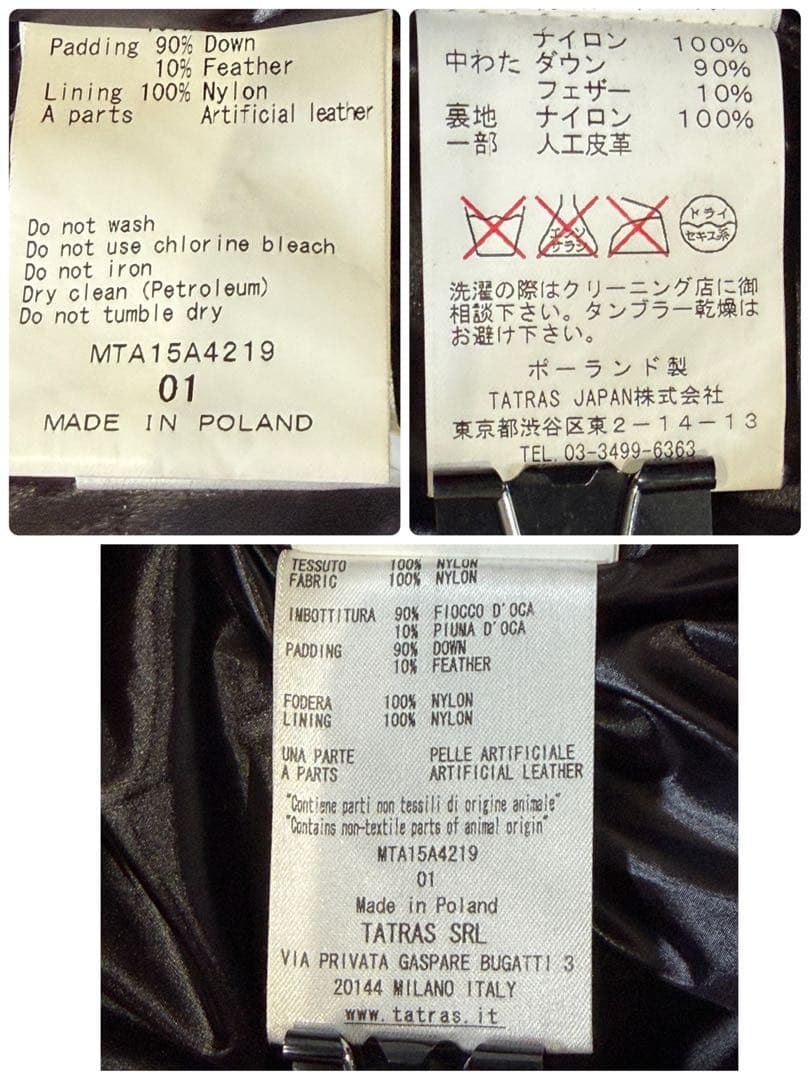 Padding 90% Down
10% Feather
Lining 100% Nylon
A parts Artificial leather
Do not wash
Do not use chlorine bleach
Do not iron
Dry clean (Petroleum)
Do not tumble dry
MTA15A4219
01
MADE IN POLAND
ナイロン 100%
中わた ダウン 90%
フェザー 10%
裏地 ナイロン 100%
一部 人工皮革
エンソ
サラシ
ドライ
セキユ系
洗濯の際はクリーニング店に御
相談下さい。タンブラー乾燥は
お避け下さい。
ポーランド製
TATRAS JAPAN株式会社
東京都渋谷区東2-14-13
TEL. 03-3499-6363
TESSUTO 100% NYLON
FABRIC 100% NYLON
IMBOTTITURA 90% FIOCCO D'OCA
10% PIUMA D'OCA
PADDING 90% DOWN
10% FEATHER
FODERA 100% NYLON
LINING 100% NYLON
UNA PARTE PELLE ARTIFICIALE
A PARTS ARTIFICIAL LEATHER
"Contiene parti non tessili di origine animale"
"Contains non-textile parts of animal origin"
MTA15A4219
01
Made in Poland
TATRAS SRL
VIA PRIVATA GASPARE BUGATTI 3
20144 MILANO ITALY
www.tatras.it